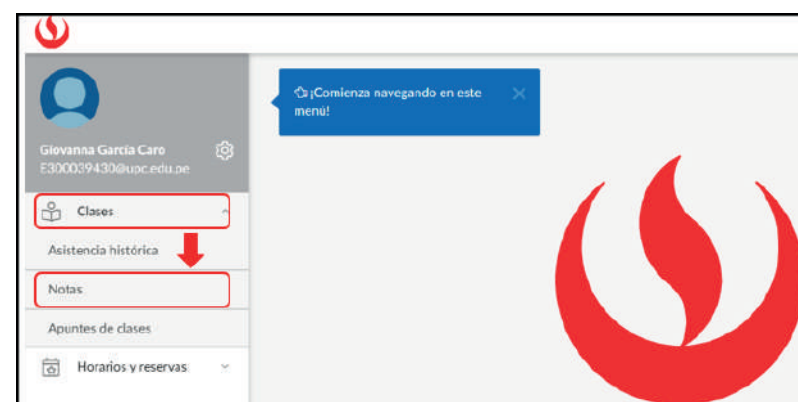 ¡Comienza navegando en este
menú!
Giovanna García Caro
E300039430@upc.edu.pe
Clases
Asistencia histórica
Notas
Apuntes de clases
Horarios y reservas